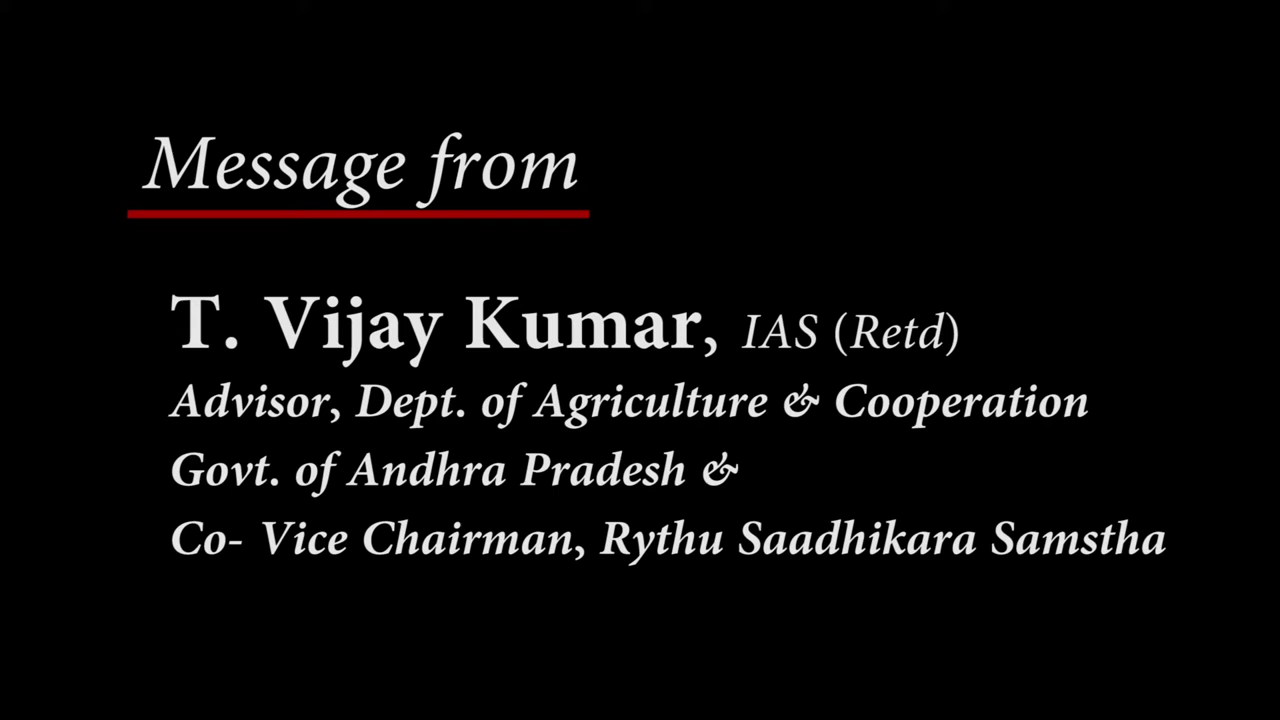 Message from
T. Vijay Kumar, IAS (Retd)
Advisor, Dept. of Agriculture & Cooperation
Govt. of Andhra Pradesh &
Co- Vice Chairman, Rythu Saadhikara Samstha